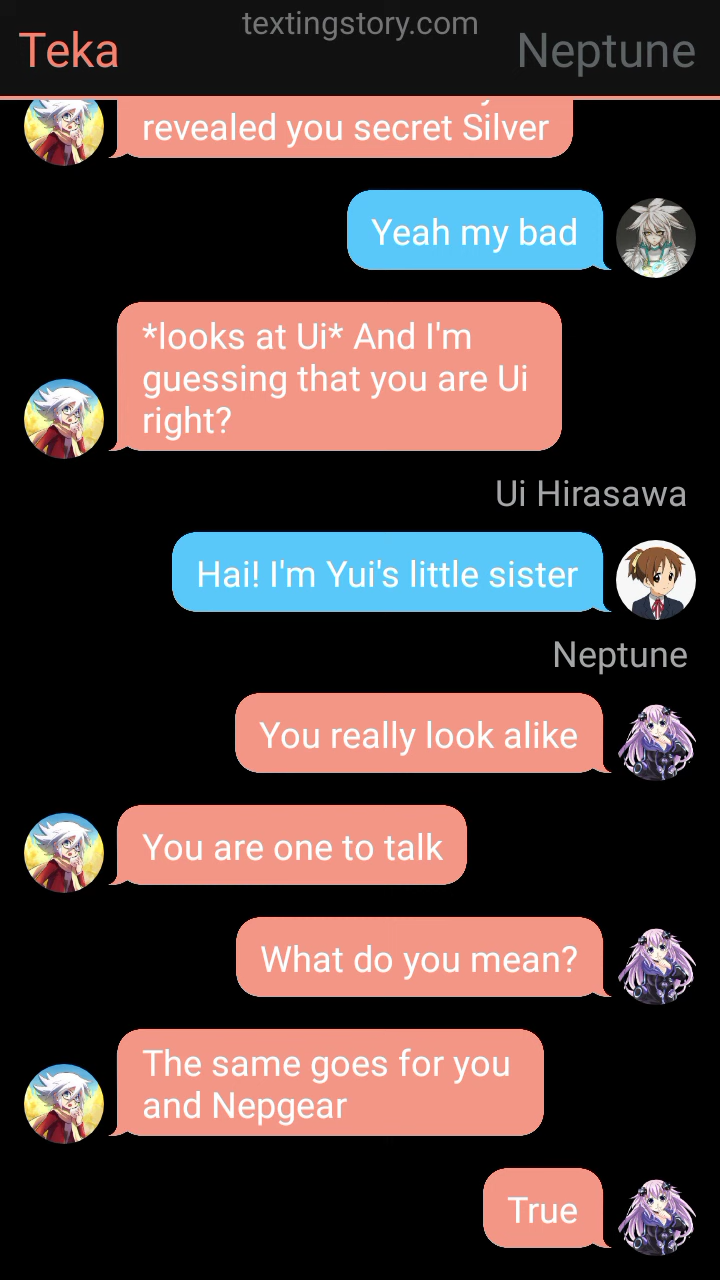 textingstory.com
Teka
Neptune
revealed you secret Silver
Yeah my bad
*looks at Ui* And I'm
guessing that you are Ui
right?
Ui Hirasawa
Hai! I'm Yui's little sister
Neptune
You really look alike
You are one to talk
What do you mean?
The same goes for you
and Nepgear
True